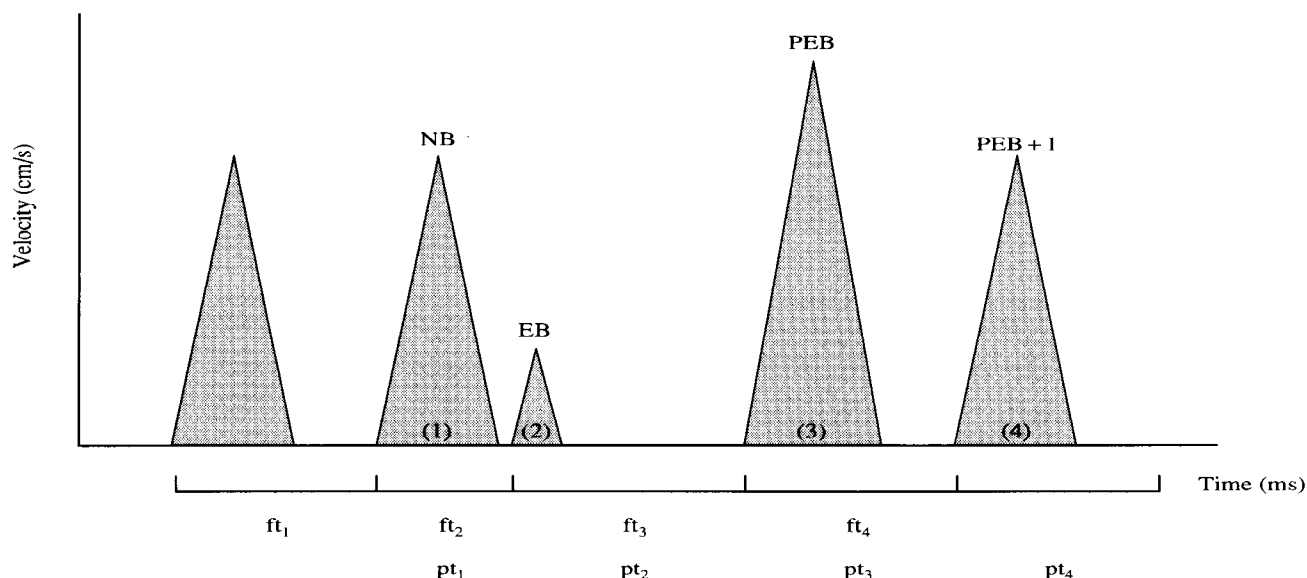 PEB
NB
PEB + 1
Velocity (cm/s)
EB
(1)
(2)
(3)
(4)
Time (ms)
ft₁
ft₂
ft₃
ft₄
pt₁
pt₂
pt₃
pt₄